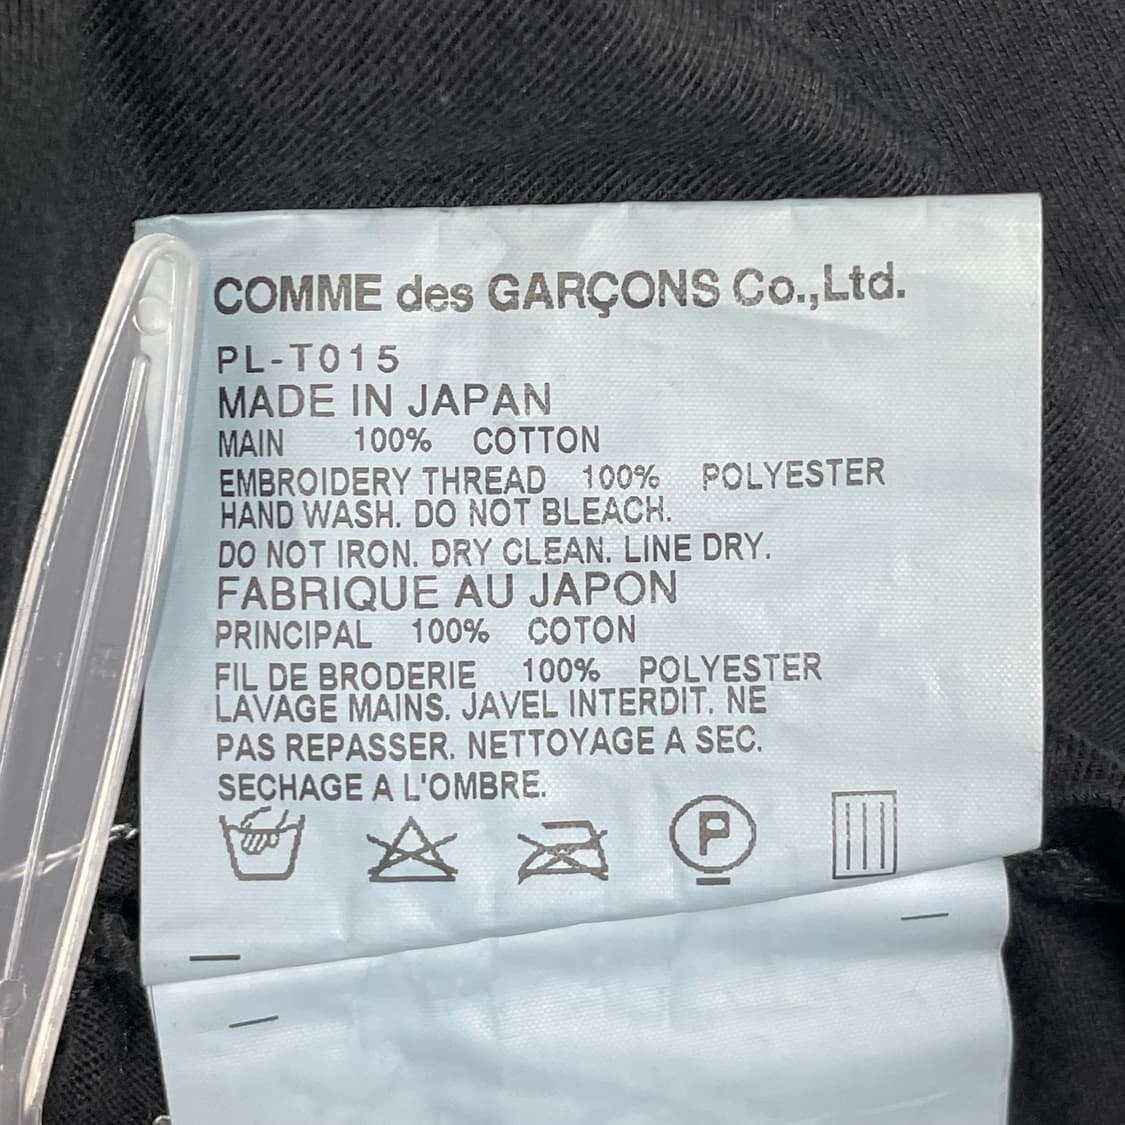 COMME des GARÇONS Co.,Ltd.
PL-T015
MADE IN JAPAN
MAIN 100% COTTON
EMBROIDERY THREAD 100% POLYESTER
HAND WASH. DO NOT BLEACH.
DO NOT IRON. DRY CLEAN. LINE DRY.
FABRIQUE AU JAPON
PRINCIPAL 100% COTON
FIL DE BRODERIE 100% POLYESTER
LAVAGE MAINS. JAVEL INTERDIT. NE
PAS REPASSER. NETTOYAGE A SEC.
SECHAGE A L'OMBRE.
P